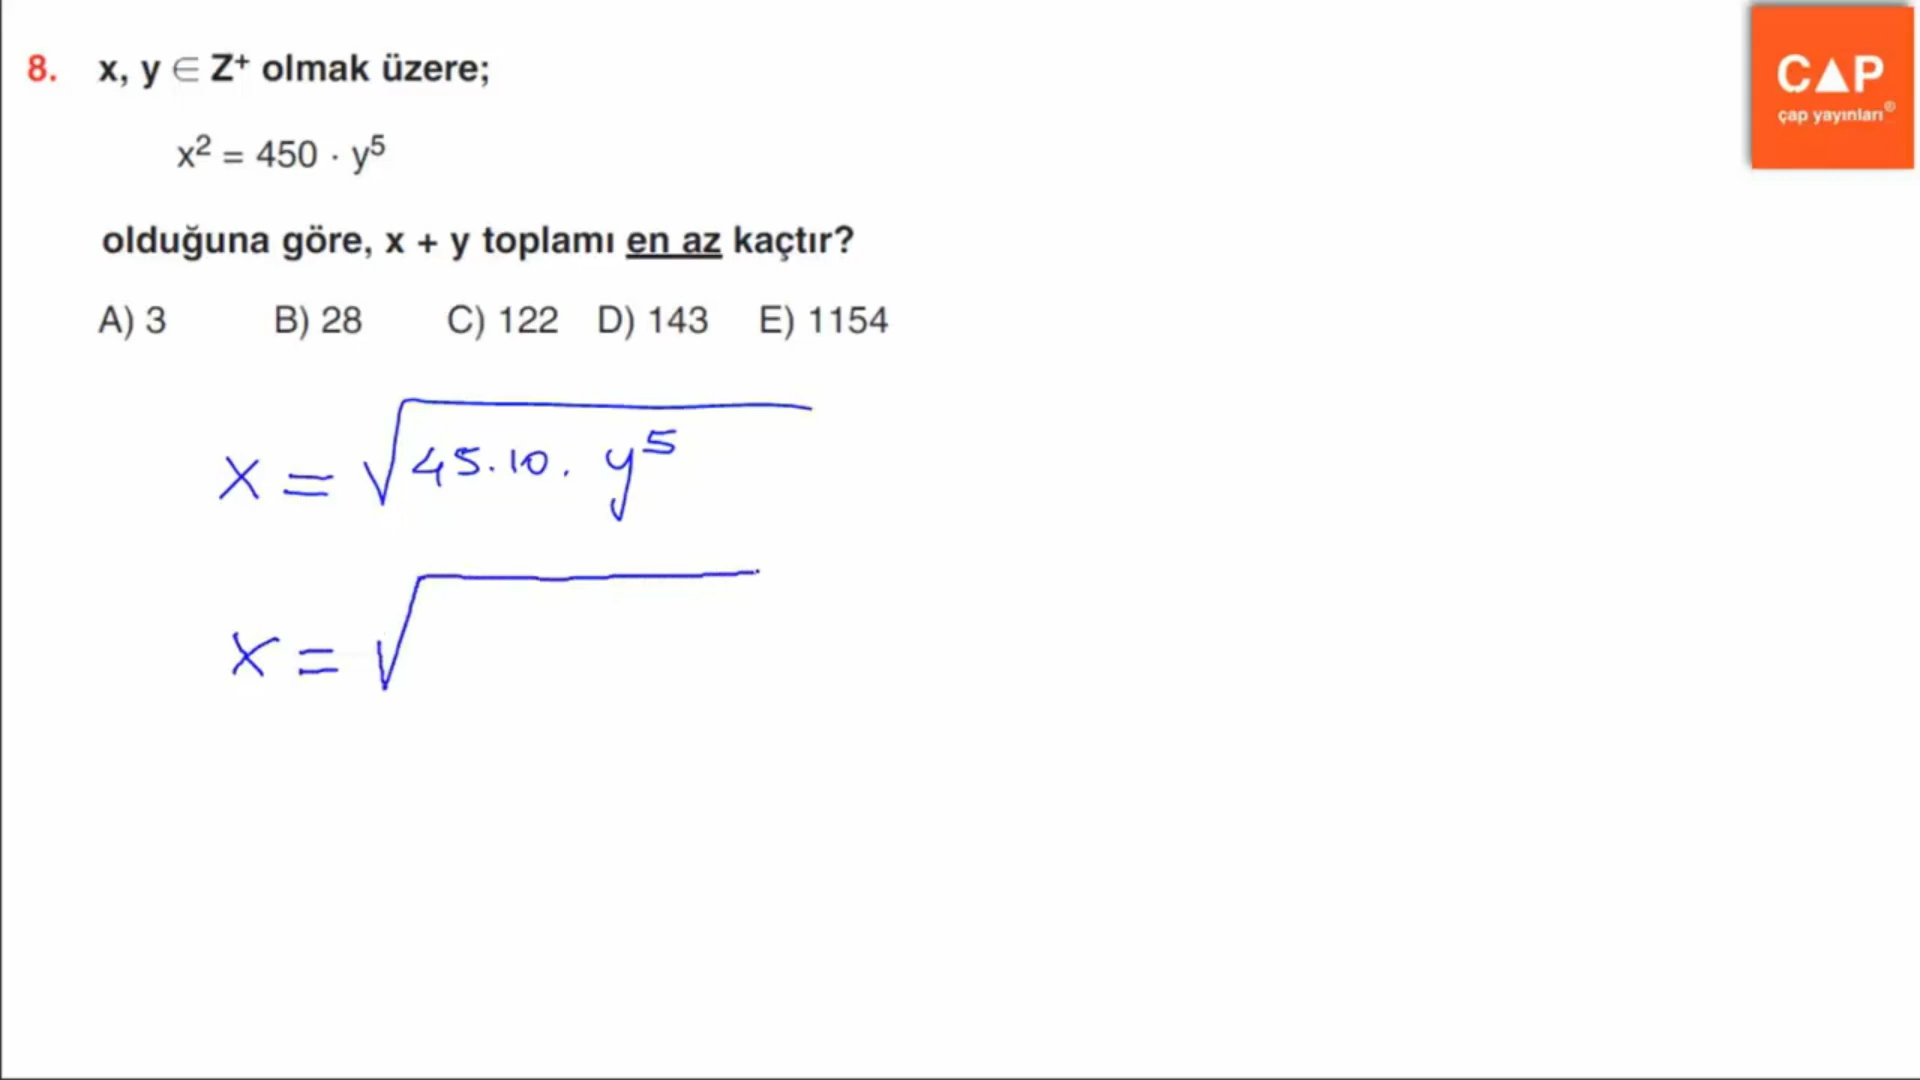 8. x, y ∈ Z⁺ olmak üzere;
x² = 450 · y⁵
olduğuna göre, x + y toplamı en az kaçtır?
A) 3 B) 28 C) 122 D) 143 E) 1154
x = √45.10. y⁵
x = √
ÇAP
çap yayınları®